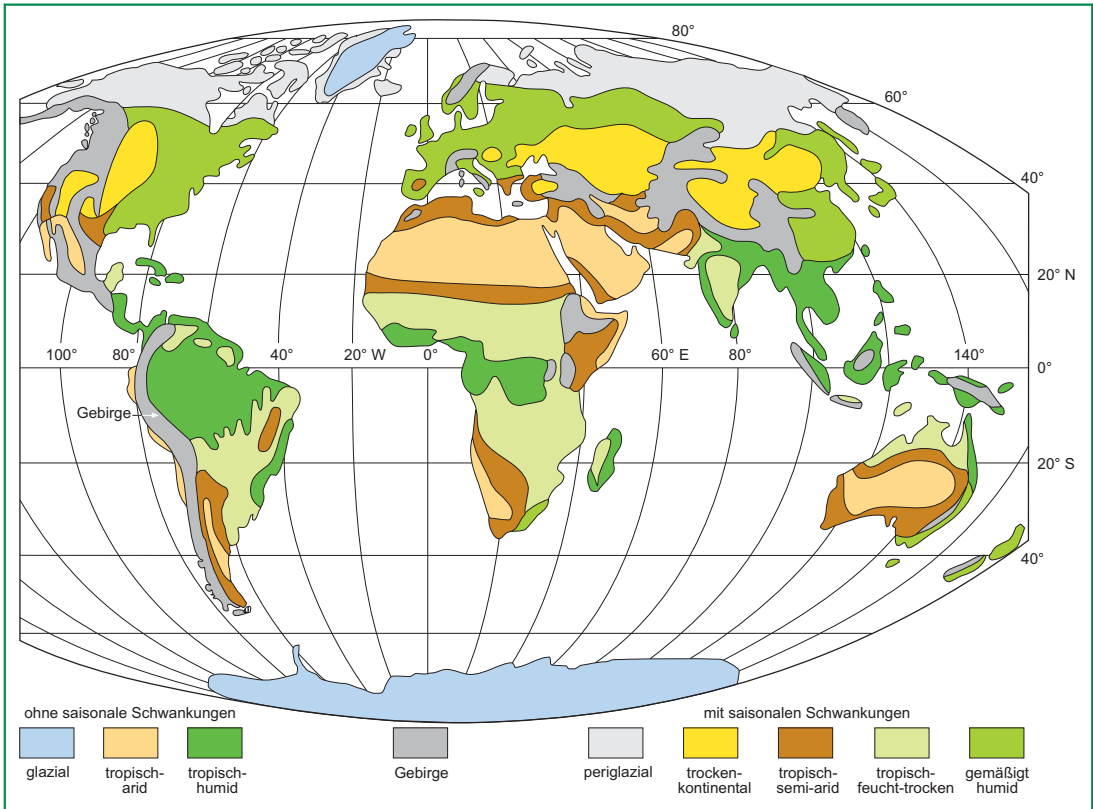 80°
60°
40°
20° N
100° 80° 40° 20° W 0° 60° E 80° 140°
0°
Gebirge
20° S
40°
ohne saisonale Schwankungen
mit saisonalen Schwankungen
glazial
tropisch-
arid
tropisch-
humid
Gebirge
periglazial
trocken-
kontinental
tropisch-
semi-arid
tropisch-
feucht-trocken
gemäßigt
humid